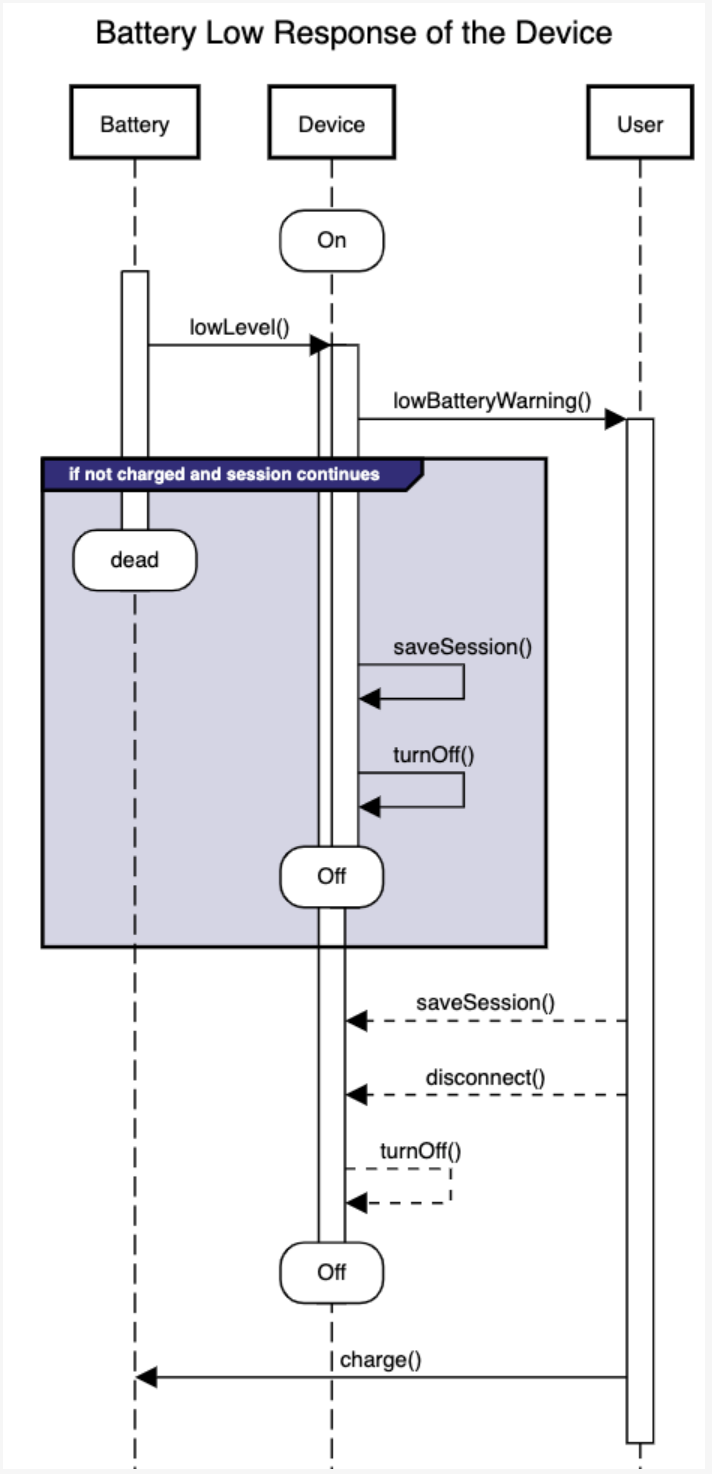 Battery Low Response of the Device
Battery
Device
User
On
lowLevel()
lowBatteryWarning()
if not charged and session continues
dead
saveSession()
turnOff()
Off
saveSession()
disconnect()
turnOff()
Off
charge()